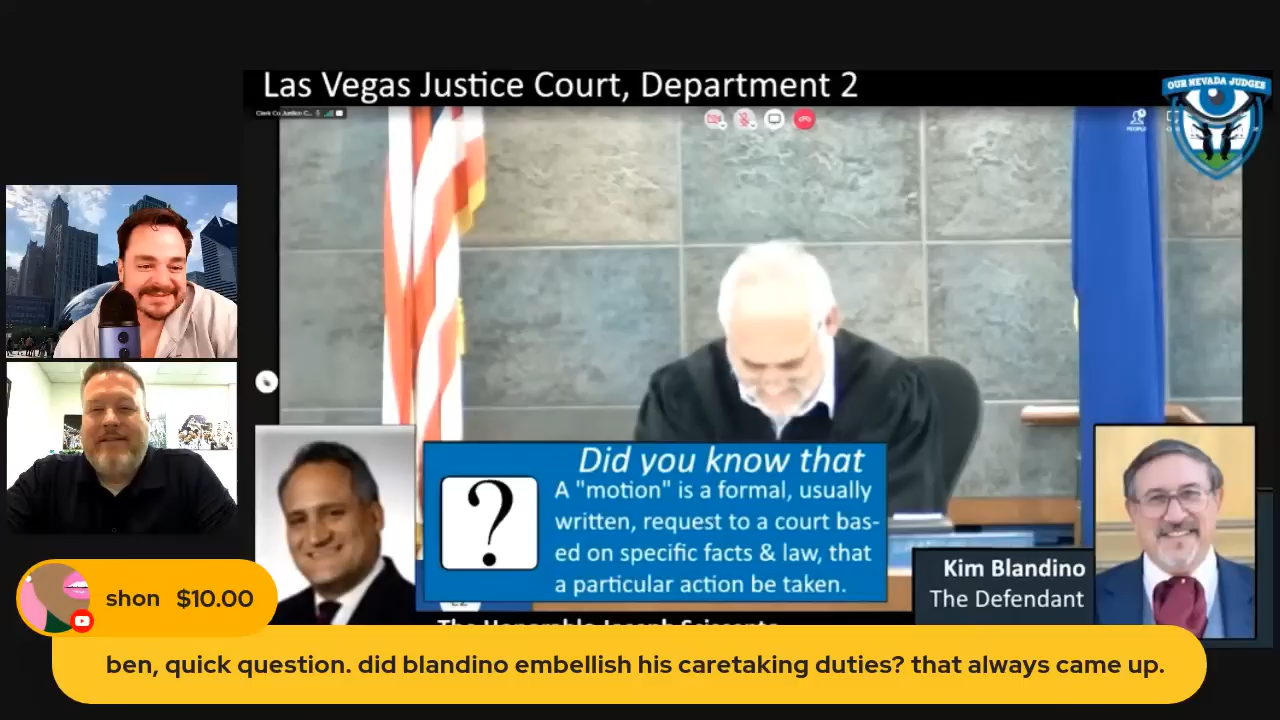 Las Vegas Justice Court, Department 2
OUR NEVADA JUDGES
PEOPLE
Did you know that
?
A "motion" is a formal, usually
written, request to a court bas-
ed on specific facts & law, that
a particular action be taken.
Kim Blandino
The Defendant
shon $10.00
ben, quick question. did blandino embellish his caretaking duties? that always came up.